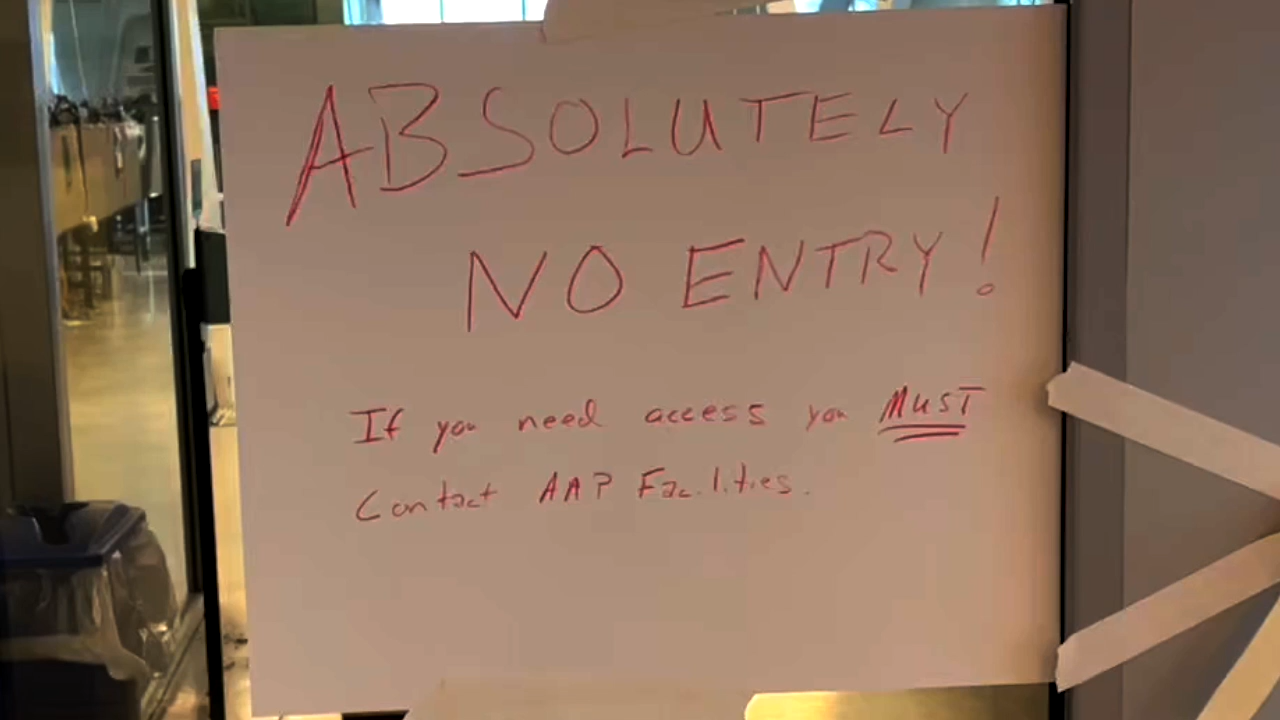 ABSOLUTELY
NO ENTRY!
If you need access you MUST
Contact AAP Facilities.